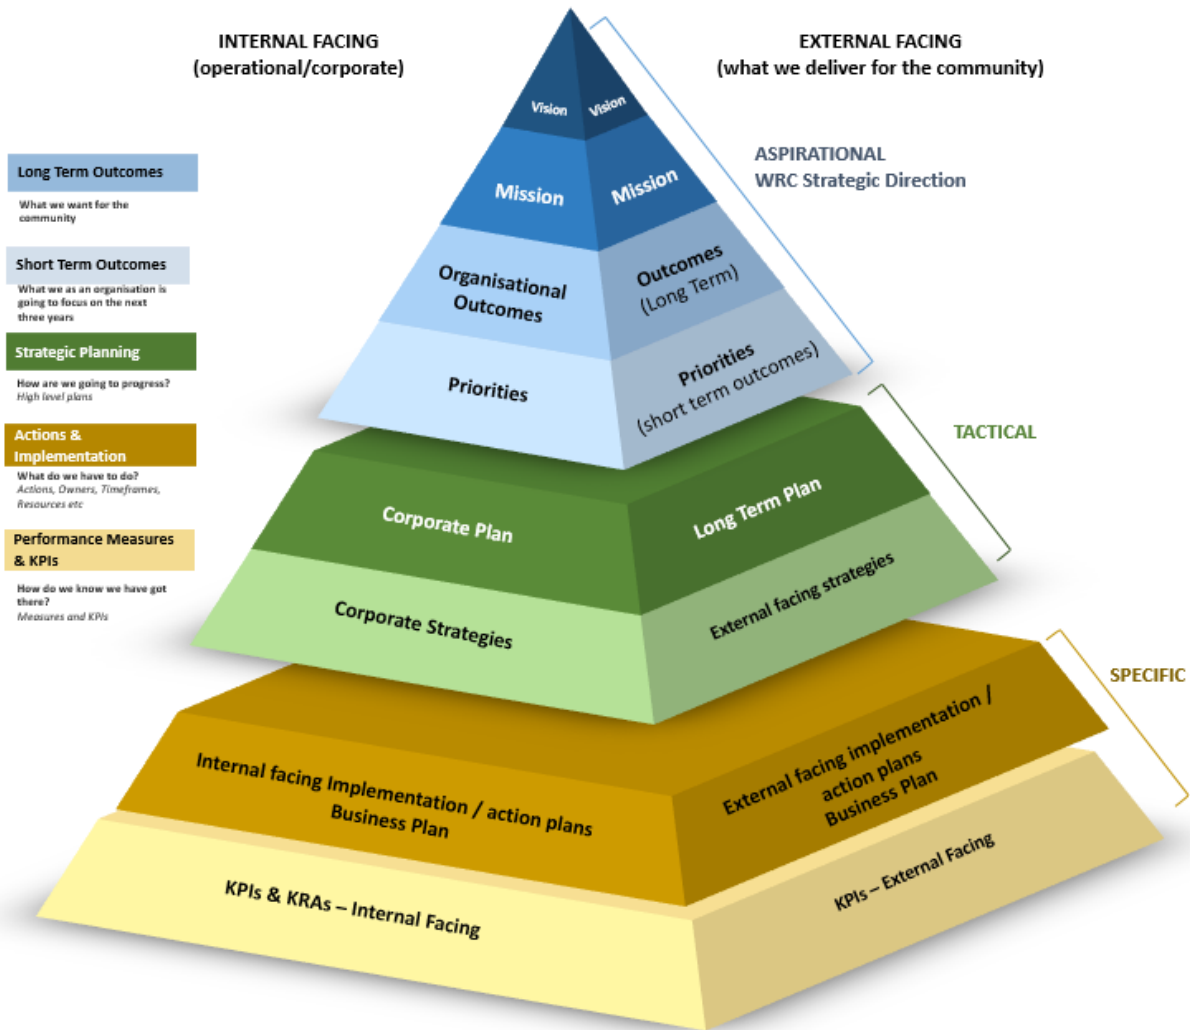 INTERNAL FACING
(operational/corporate)
EXTERNAL FACING
(what we deliver for the community)
Vision
Vision
ASPIRATIONAL
WRC Strategic Direction
Long Term Outcomes
What we want for the
community
Short Term Outcomes
What we as an organisation is
going to focus on the next
three years
Strategic Planning
How are we going to progress?
High level plans
Actions &
Implementation
What do we have to do?
Actions, Owners, Timeframes,
Resources etc
Performance Measures
& KPIs
How do we know we have got
there?
Measures and KPIs
Mission
Mission
Organisational
Outcomes
Outcomes
(Long Term)
Priorities
Priorities
(short term outcomes)
TACTICAL
Corporate Plan
Long Term Plan
Corporate Strategies
External facing strategies
SPECIFIC
Internal facing Implementation / action plans
Business Plan
External facing implementation /
action plans
Business Plan
KPIs & KRAs – Internal Facing
KPIs – External Facing